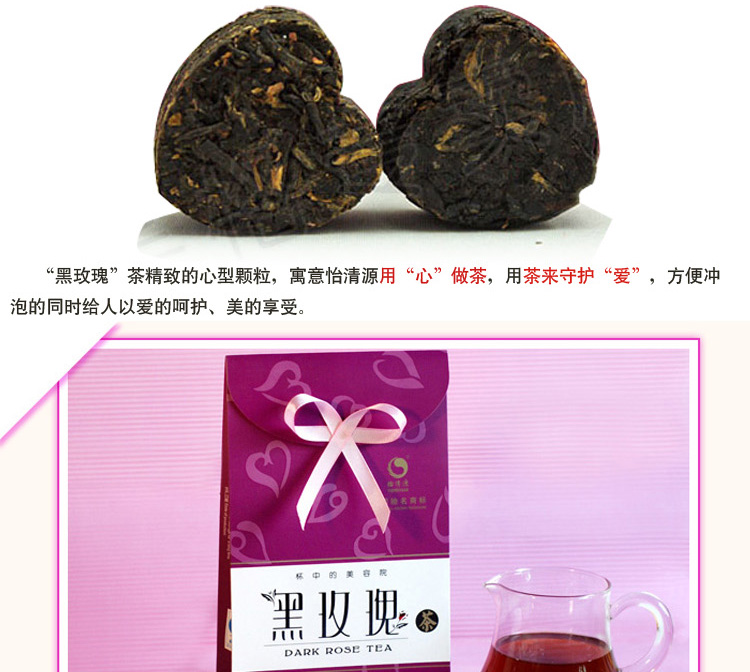 “黑玫瑰”茶精致的心型颗粒，寓意怡清源用“心”做茶，用茶来守护“爱”，方便冲
泡的同时给人以爱的呵护、美的享受。
怡清源
杯中的美容院
黑玫瑰 茶
DARK ROSE TEA